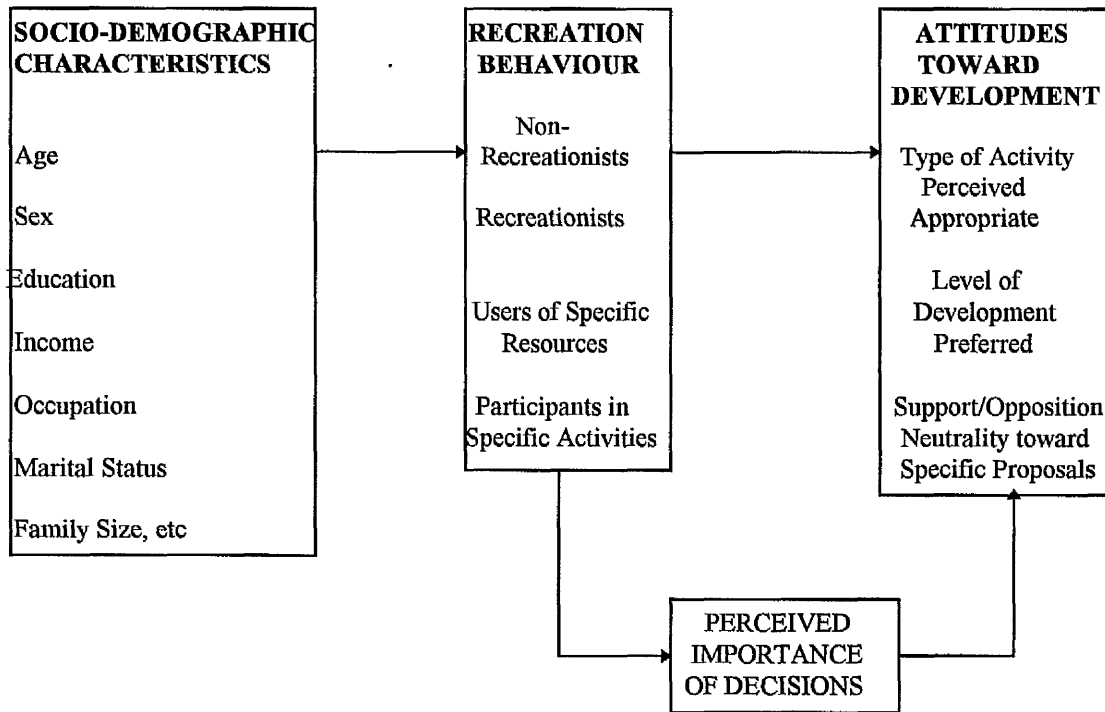 SOCIO-DEMOGRAPHIC
CHARACTERISTICS
Age
Sex
Education
Income
Occupation
Marital Status
Family Size, etc
RECREATION
BEHAVIOUR
Non-
Recreationists
Recreationists
Users of Specific
Resources
Participants in
Specific Activities
ATTITUDES
TOWARD
DEVELOPMENT
Type of Activity
Perceived
Appropriate
Level of
Development
Preferred
Support/Opposition
Neutrality toward
Specific Proposals
PERCEIVED
IMPORTANCE
OF DECISIONS